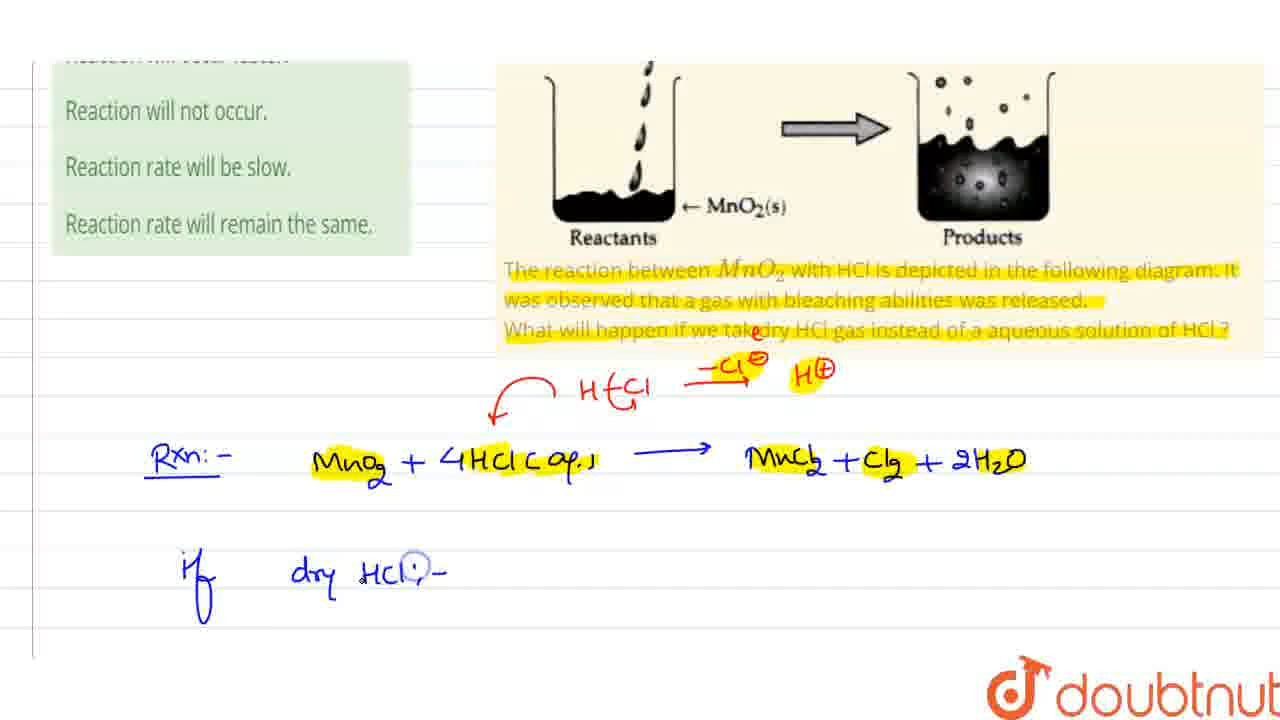 Reaction will not occur.
Reaction rate will be slow.
Reaction rate will remain the same.
← MnO₂(s)
Reactants
Products
The reaction between MnO₂ with HCl is depicted in the following diagram. It
was observed that a gas with bleaching abilities was released.
What will happen if we take dry HCl gas instead of a aqueous solution of HCl ?
H-Cl → Cl⊖ H⊕
Rxn:- MnO₂ + 4HCl(aq.) → MnCl₂ + Cl₂ + 2H₂O
if dry HCl:-
doubtnut